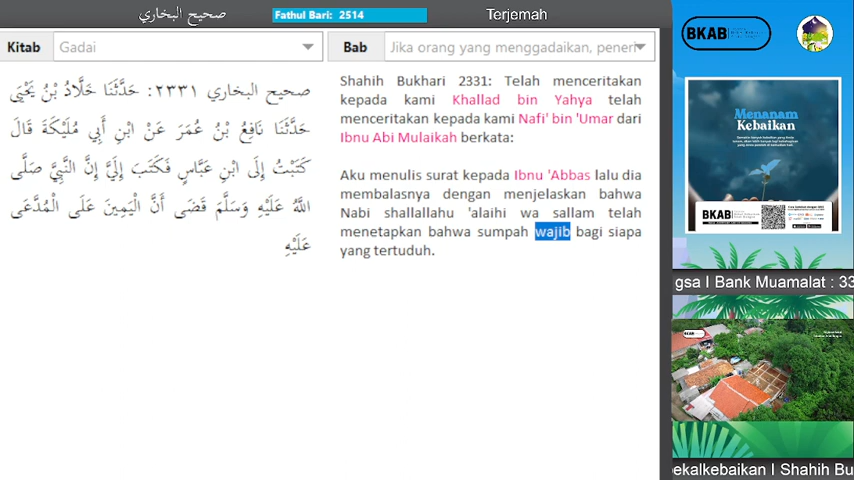 صحيح البخاري
Fathul Bari: 2514
Terjemah
Kitab
Gadai
Bab
Jika orang yang menggadaikan, peneri
صحيح البخاري ٢٣٣١: حَدَّثَنَا خَلَّادُ بْنُ يَحْيَى
حَدَّثَنَا نَافِعُ بْنُ عُمَرَ عَنْ ابْنِ أَبِي مُلَيْكَةَ قَالَ
كَتَبْتُ إِلَى ابْنِ عَبَّاسٍ فَكَتَبَ إِلَيَّ إِنَّ النَّبِيَّ صَلَّى
اللَّهُ عَلَيْهِ وَسَلَّمَ قَضَى أَنَّ الْيَمِينَ عَلَى الْمُدَّعَى
عَلَيْهِ
Shahih Bukhari 2331: Telah menceritakan
kepada kami Khallad bin Yahya telah
menceritakan kepada kami Nafi' bin 'Umar dari
Ibnu Abi Mulaikah berkata:
Aku menulis surat kepada Ibnu 'Abbas lalu dia
membalasnya dengan menjelaskan bahwa
Nabi shallallahu 'alaihi wa sallam telah
menetapkan bahwa sumpah wajib bagi siapa
yang tertuduh.
BKAB
Menanam
Kebaikan
BKAB
gsa I Bank Muamalat : 33
BKAB
ekalkebaikan I Shahih Bu